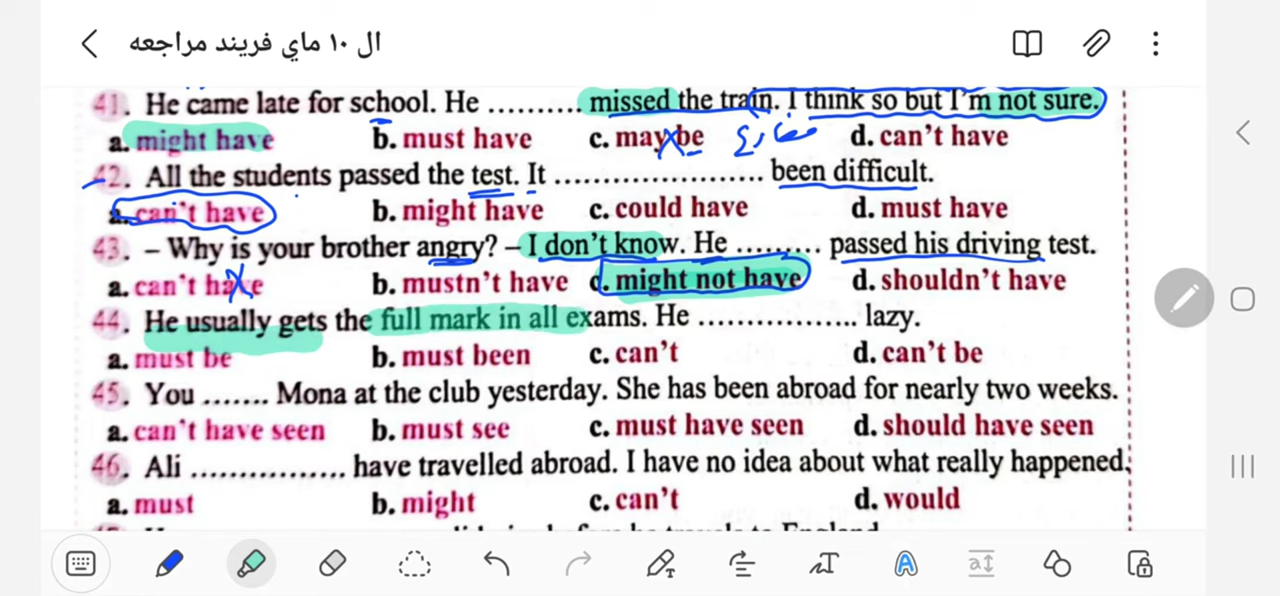 ال ١٠ ماي فريند مراجعه
41. He came late for school. He .......... missed the train. I think so but I'm not sure.
a. might have b. must have c. may be مضارع d. can't have
42. All the students passed the test. It ...................... been difficult.
a. can't have b. might have c. could have d. must have
43. – Why is your brother angry? – I don't know. He ......... passed his driving test.
a. can't have b. mustn't have c. might not have d. shouldn't have
44. He usually gets the full mark in all exams. He ................. lazy.
a. must be b. must been c. can't d. can't be
45. You ....... Mona at the club yesterday. She has been abroad for nearly two weeks.
a. can't have seen b. must see c. must have seen d. should have seen
46. Ali ................ have travelled abroad. I have no idea about what really happened.
a. must b. might c. can't d. would